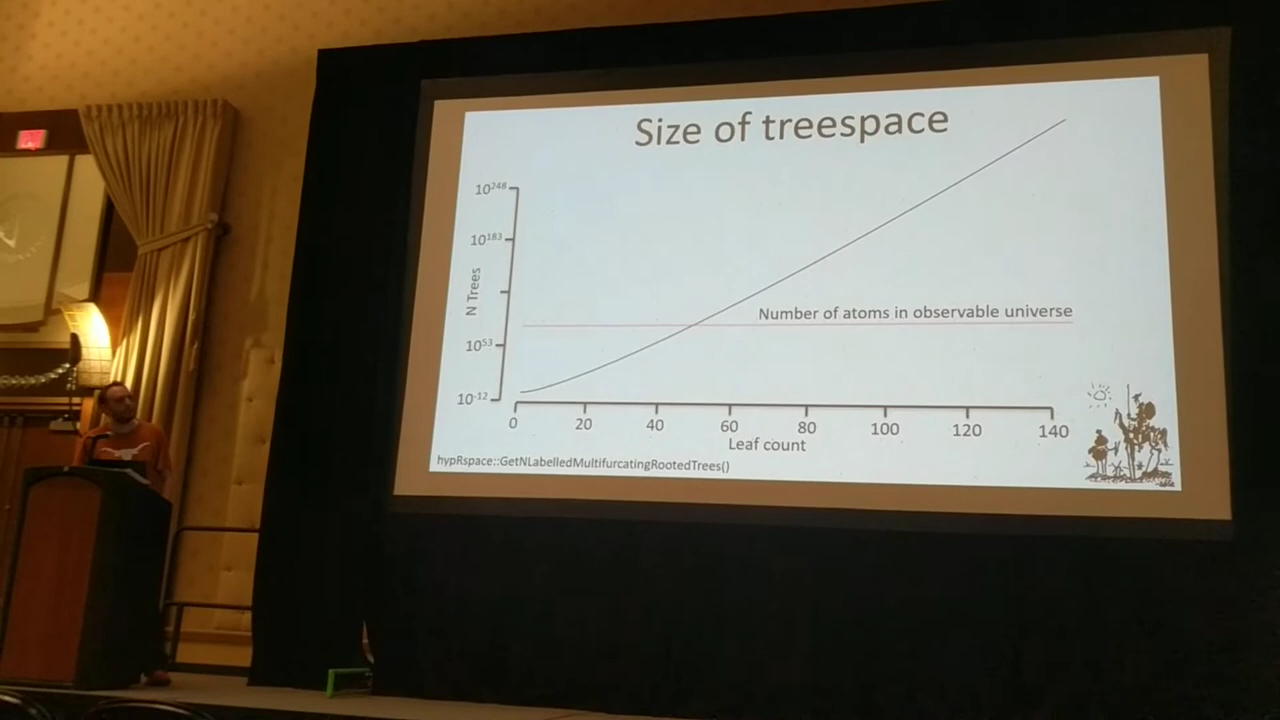 Size of treespace
10²⁴⁸
10¹⁸³
N Trees
Number of atoms in observable universe
10⁵³
10⁻¹²
0 20 40 60 80 100 120 140
Leaf count
hypRspace::GetNLabelledMultifurcatingRootedTrees()